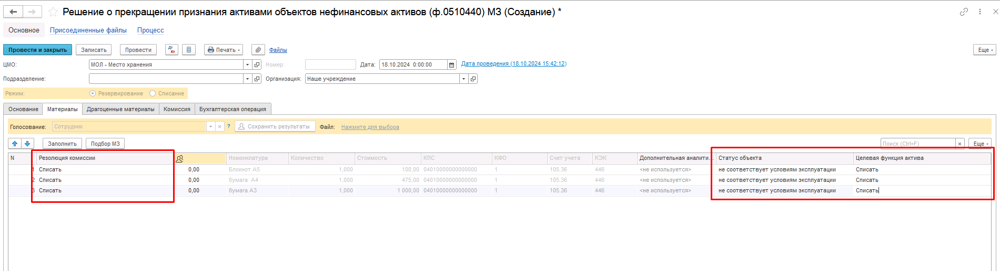 Решение о прекращении признания активами объектов нефинансовых активов (ф.0510440) МЗ (Создание) *
Основное Присоединенные файлы Процесс
Провести и закрыть Записать Провести Дт Кт Печать Файлы Еще
ЦМО: МОЛ - Место хранения Номер: Дата: 18.10.2024 0:00:00 Дата проведения (18.10.2024 15:42:12)
Подразделение: Организация: Наше учреждение
Режим: Резервирование Списание
Основание Материалы Драгоценные материалы Комиссия Бухгалтерская операция
Голосование: Сотрудник ? Сохранить результаты Файл: Нажмите для выбора
Заполнить Подбор МЗ Поиск (Ctrl+F) × Еще
N Резолюция комиссии Номенклатура Количество Стоимость КПС КФО Счет учета КЭК Дополнительная аналити... Статус объекта Целевая функция актива
1 Списать 0,00 Блокнот А5 1,000 100,00 04010000000000000 1 105.36 446 <не используется> не соответствует условиям эксплуатации Списать
2 Списать 0,00 бумага А4 1,000 475,00 04010000000000000 1 105.36 446 <не используется> не соответствует условиям эксплуатации Списать
3 Списать 0,00 бумага А3 1,000 1 000,00 04010000000000000 1 105.36 446 <не используется> не соответствует условиям эксплуатации Списать